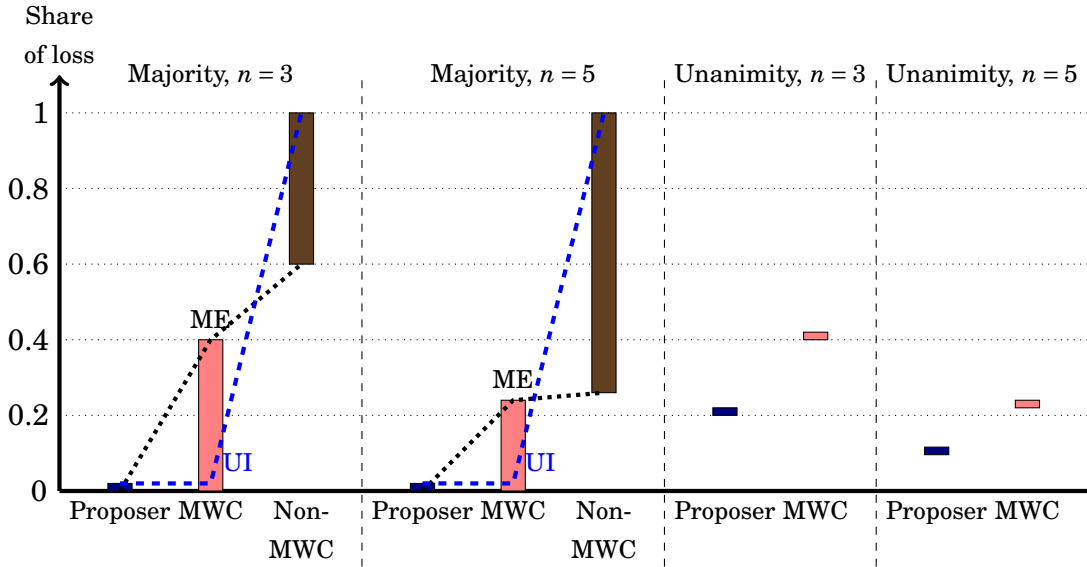 Share
of loss
Majority, n = 3
Majority, n = 5
Unanimity, n = 3
Unanimity, n = 5
1
0.8
0.6
0.4
0.2
0
ME
UI
ME
UI
Proposer MWC Non-
MWC
Proposer MWC Non-
MWC
Proposer MWC
Proposer MWC